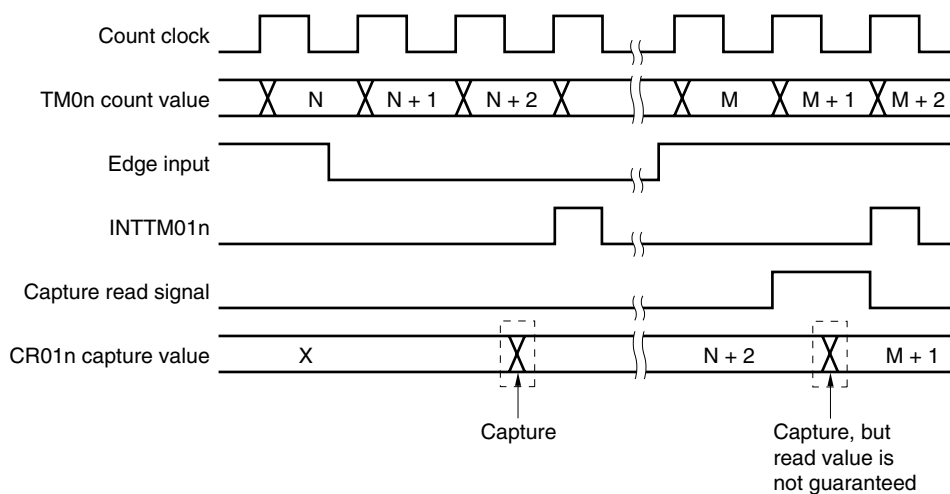 Count clock
TM0n count value
N
N + 1
N + 2
M
M + 1
M + 2
Edge input
INTTM01n
Capture read signal
CR01n capture value
X
N + 2
M + 1
Capture
Capture, but
read value is
not guaranteed